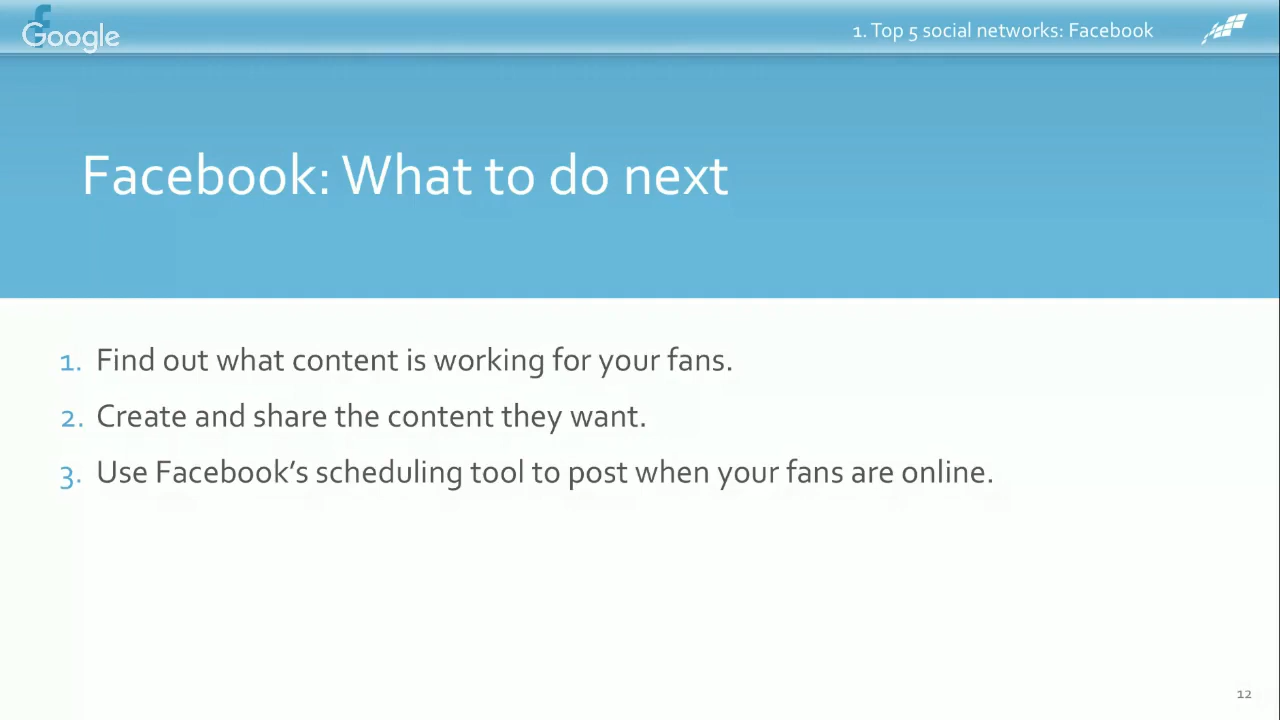 Google
1. Top 5 social networks: Facebook
Facebook: What to do next
1. Find out what content is working for your fans.
2. Create and share the content they want.
3. Use Facebook’s scheduling tool to post when your fans are online.
12